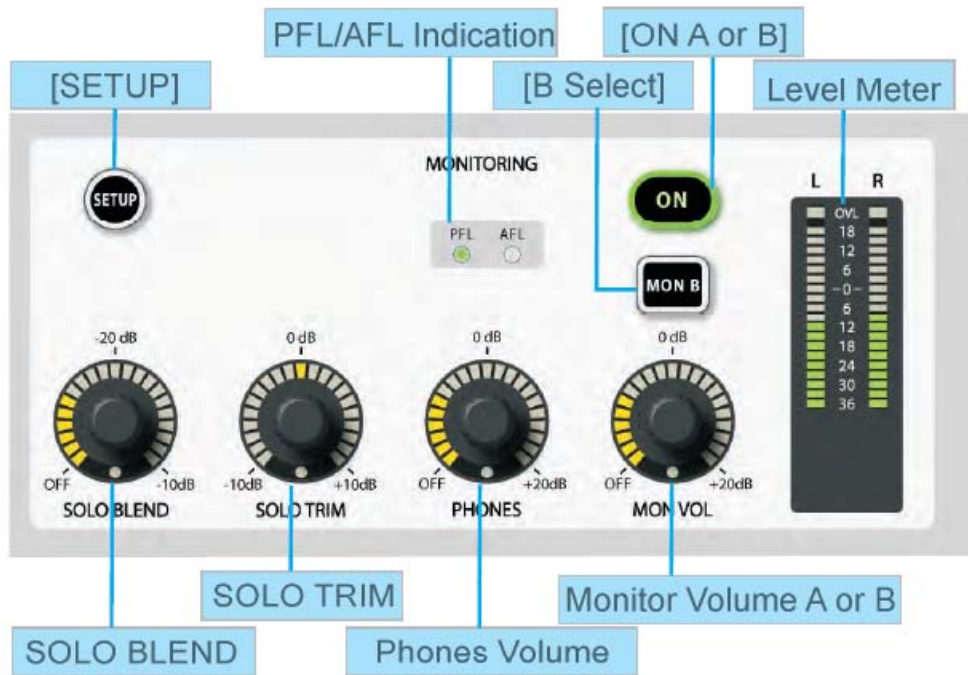 PFL/AFL Indication
[ON A or B]
[SETUP]
[B Select]
Level Meter
MONITORING
L R
SETUP
ON
PFL AFL
MON B
OVL
18
12
6
-0-
6
12
18
24
30
36
-20 dB
0 dB
0 dB
0 dB
OFF -10dB
-10dB +10dB
OFF +20dB
OFF +20dB
SOLO BLEND
SOLO TRIM
PHONES
MON VOL
SOLO TRIM
Monitor Volume A or B
SOLO BLEND
Phones Volume